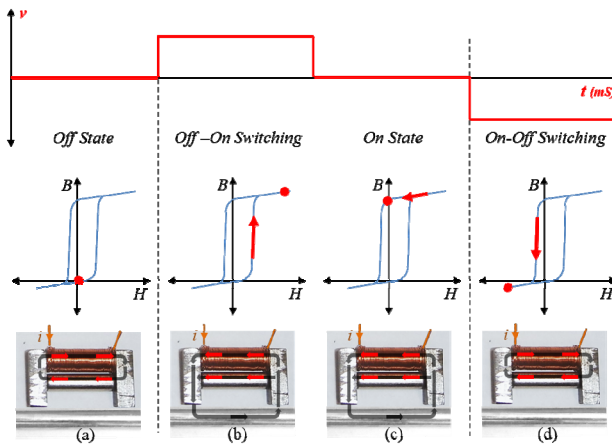 v
t (mS)
Off State
Off –On Switching
On State
On-Off Switching
B
H
B
H
B
H
B
H
i
i
i
i
(a)
(b)
(c)
(d)